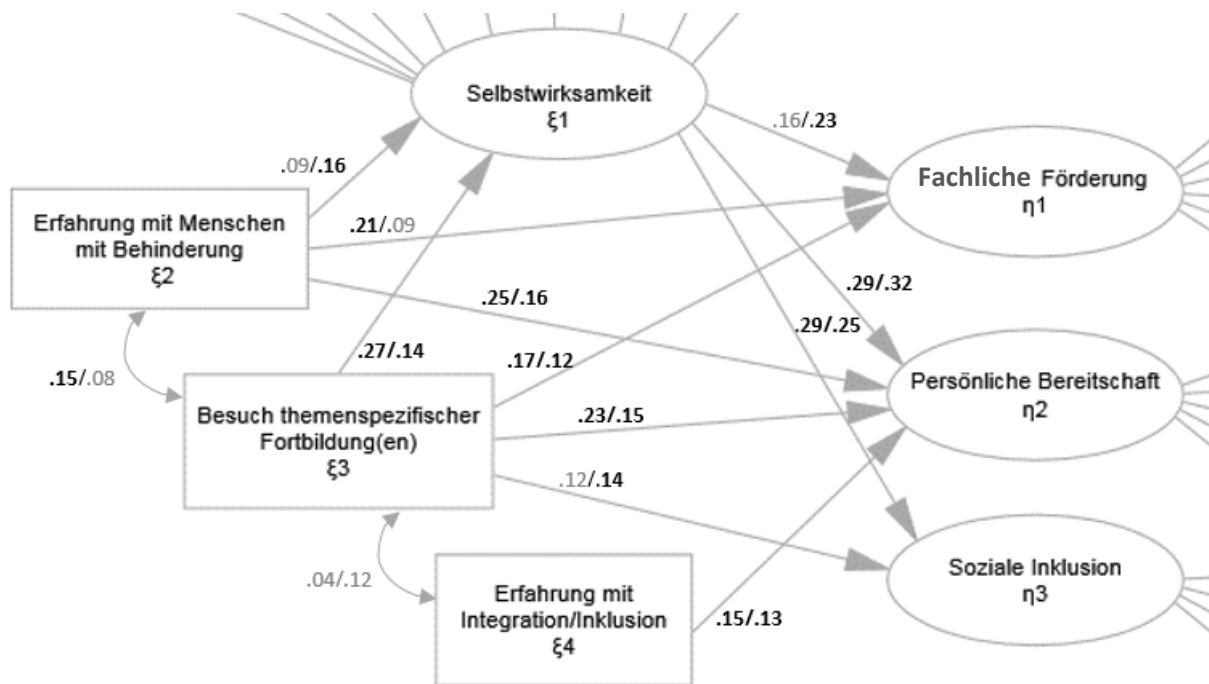 Selbstwirksamkeit
ξ1
.16/.23
.09/.16
Fachliche Förderung
η1
Erfahrung mit Menschen
mit Behinderung
ξ2
.21/.09
.29/.32
.25/.16
.29/.25
.27/.14
.17/.12
.15/.08
Persönliche Bereitschaft
η2
Besuch themenspezifischer
Fortbildung(en)
ξ3
.23/.15
.12/.14
Soziale Inklusion
η3
.04/.12
Erfahrung mit
Integration/Inklusion
ξ4
.15/.13